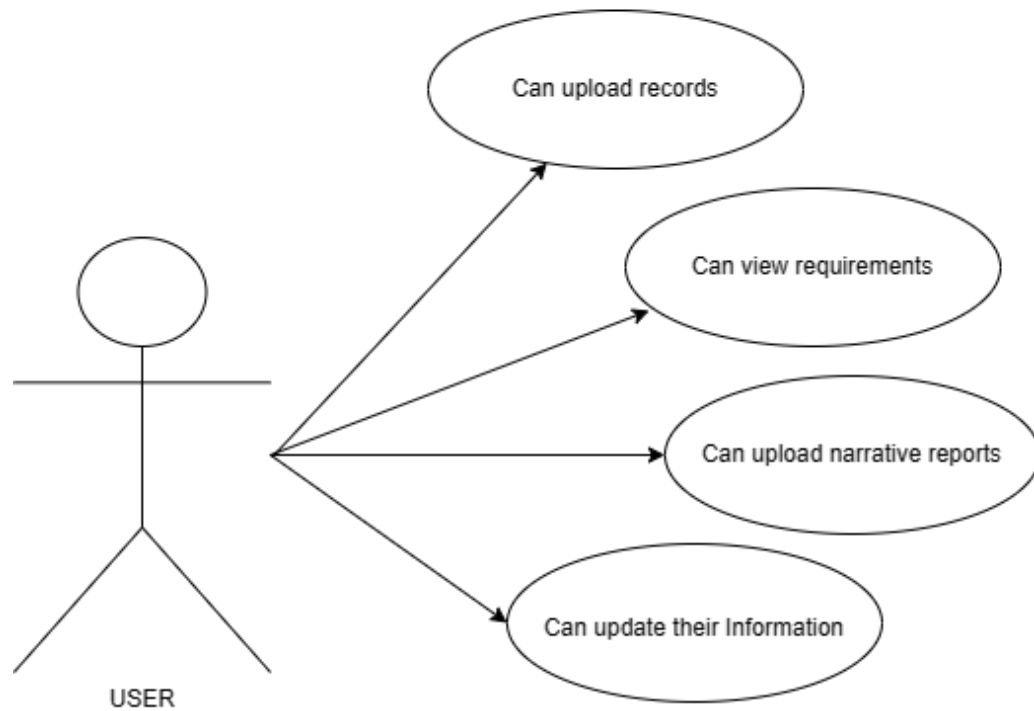 Can upload records
Can view requirements
Can upload narrative reports
Can update their Information
USER